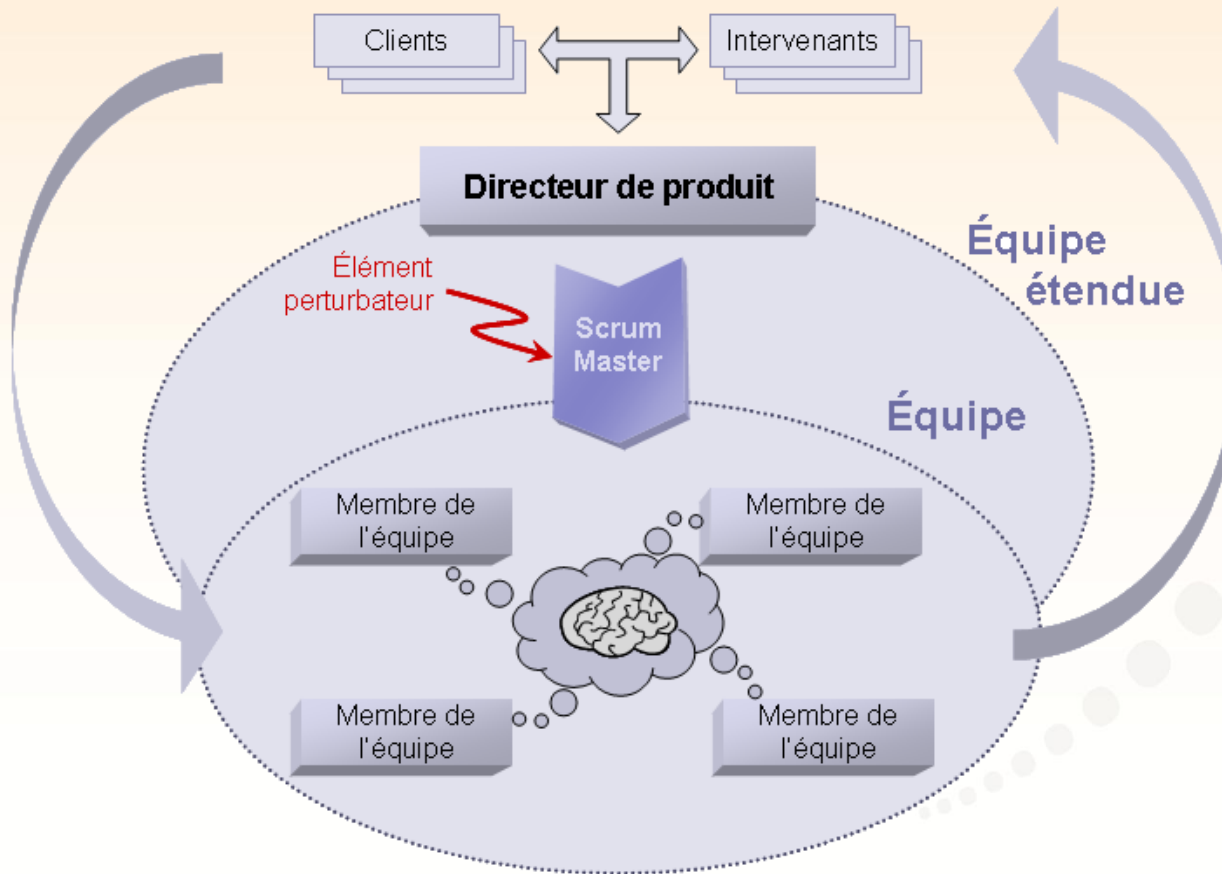 Clients
Intervenants
Directeur de produit
Équipe
étendue
Élément
perturbateur
Scrum
Master
Équipe
Membre de
l'équipe
Membre de
l'équipe
Membre de
l'équipe
Membre de
l'équipe